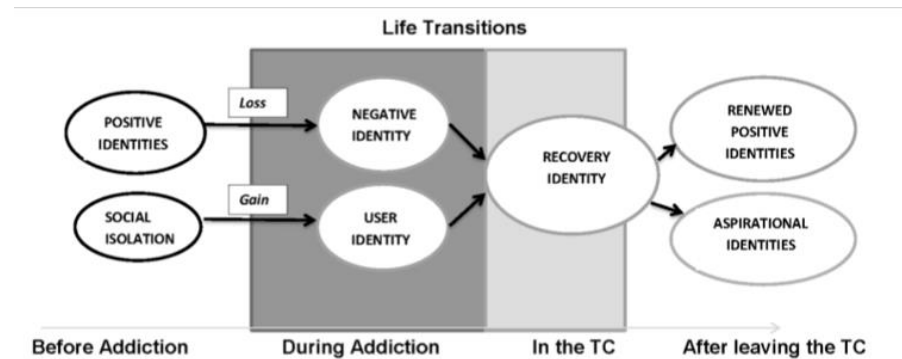 Life Transitions
POSITIVE
IDENTITIES
Loss
NEGATIVE
IDENTITY
SOCIAL
ISOLATION
Gain
USER
IDENTITY
RECOVERY
IDENTITY
RENEWED
POSITIVE
IDENTITIES
ASPIRATIONAL
IDENTITIES
Before Addiction
During Addiction
In the TC
After leaving the TC